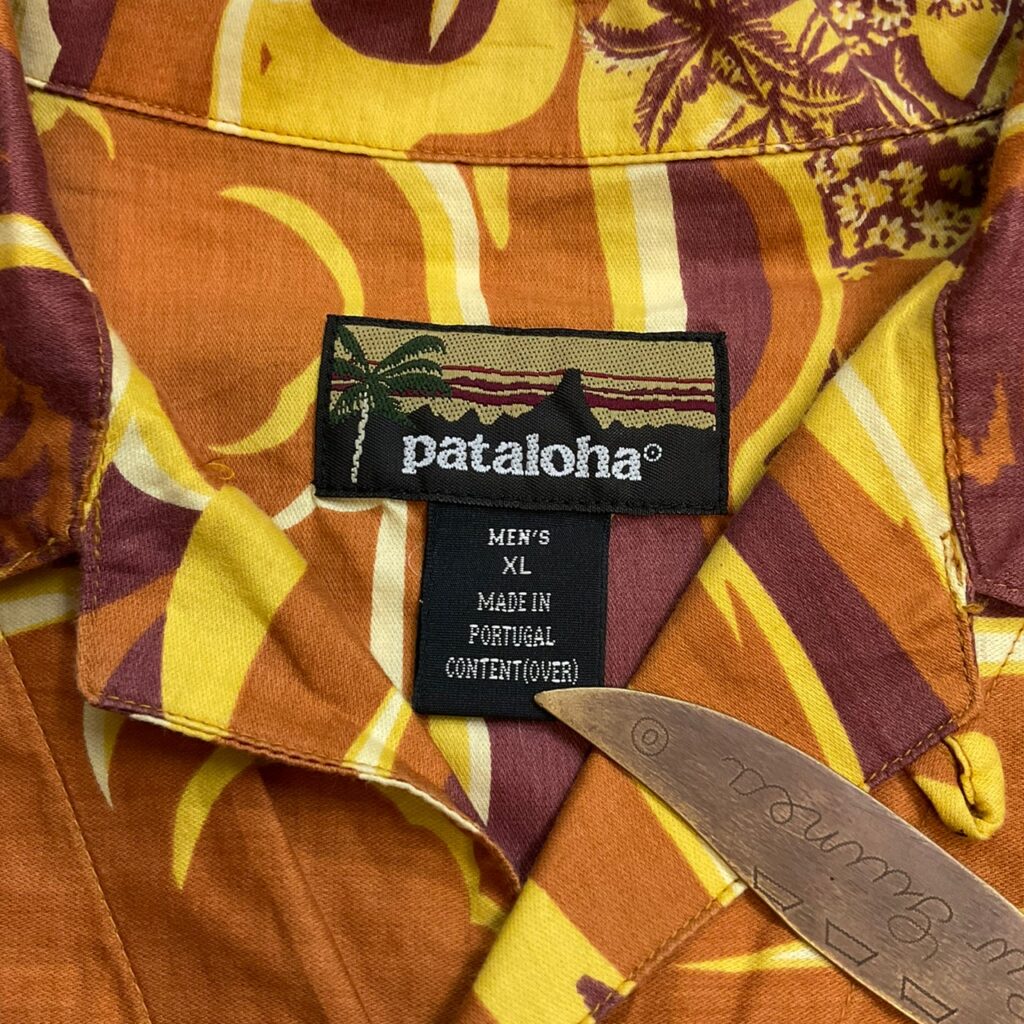 pataloha®
MEN'S
XL
MADE IN
PORTUGAL
CONTENT(OVER)